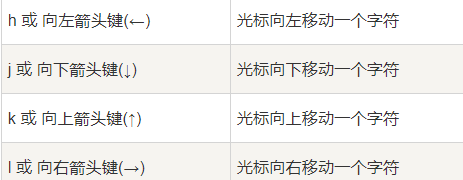 h 或 向左箭头键(←) 光标向左移动一个字符
j 或 向下箭头键(↓) 光标向下移动一个字符
k 或 向上箭头键(↑) 光标向上移动一个字符
l 或 向右箭头键(→) 光标向右移动一个字符